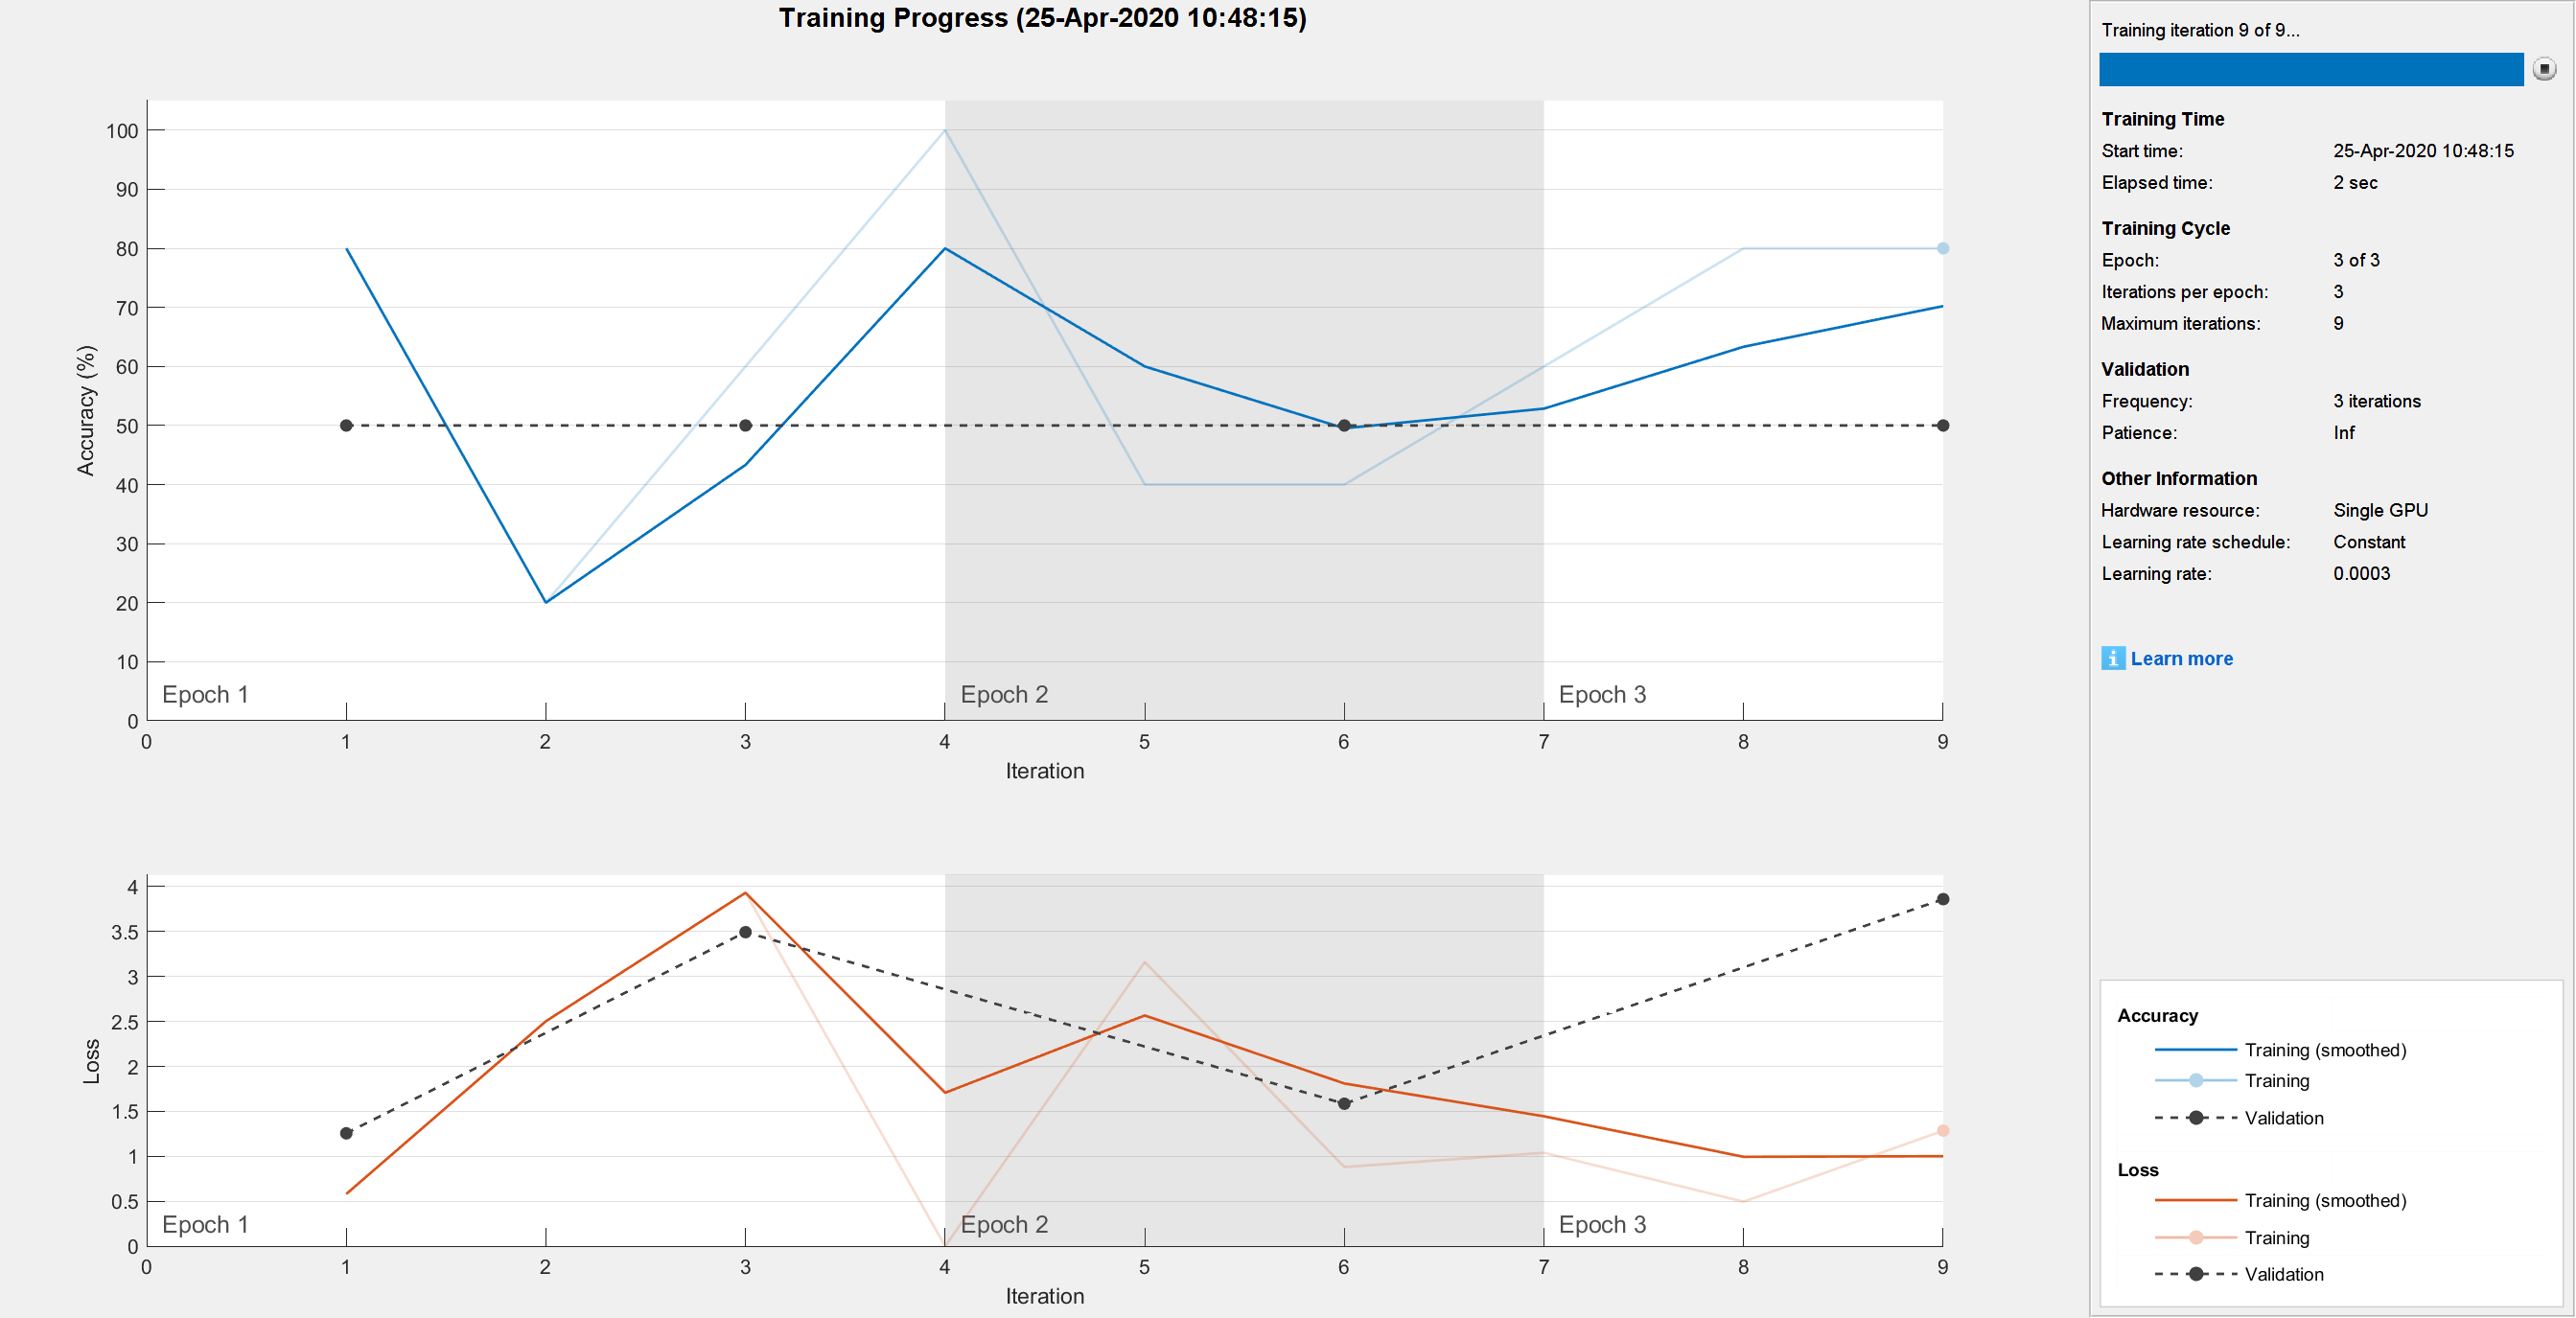 Training Progress (25-Apr-2020 10:48:15)
100
90
80
70
60
50
40
30
20
10
0
Accuracy (%)
Epoch 1
Epoch 2
Epoch 3
0 1 2 3 4 5 6 7 8 9
Iteration
4
3.5
3
2.5
2
1.5
1
0.5
0
Loss
Epoch 1
Epoch 2
Epoch 3
0 1 2 3 4 5 6 7 8 9
Iteration
Training iteration 9 of 9...
Training Time
Start time: 25-Apr-2020 10:48:15
Elapsed time: 2 sec
Training Cycle
Epoch: 3 of 3
Iterations per epoch: 3
Maximum iterations: 9
Validation
Frequency: 3 iterations
Patience: Inf
Other Information
Hardware resource: Single GPU
Learning rate schedule: Constant
Learning rate: 0.0003
i Learn more
Accuracy
Training (smoothed)
Training
Validation
Loss
Training (smoothed)
Training
Validation